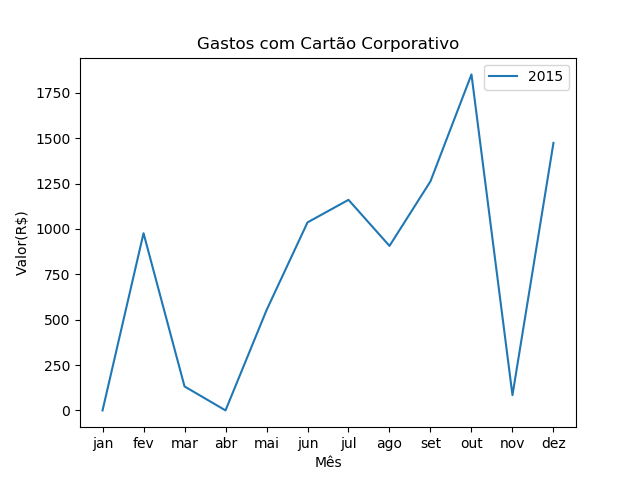 Gastos com Cartão Corporativo
2015
Valor(R$)
1750
1500
1250
1000
750
500
250
0
jan fev mar abr mai jun jul ago set out nov dez
Mês